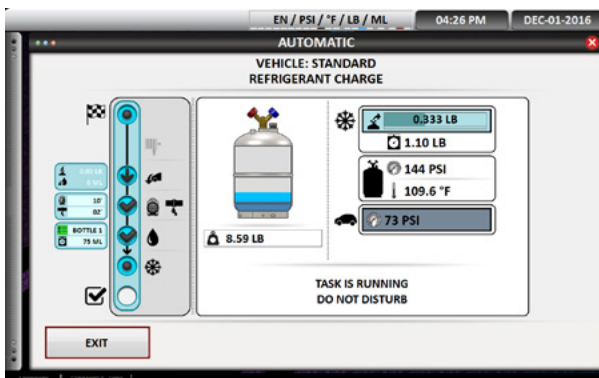 EN / PSI / °F / LB / ML
04:26 PM
DEC-01-2016
AUTOMATIC
VEHICLE: STANDARD
REFRIGERANT CHARGE
0.333 LB
1.10 LB
144 PSI
109.6 °F
73 PSI
10'
02'
BOTTLE 1
75 ML
8.59 LB
TASK IS RUNNING
DO NOT DISTURB
EXIT